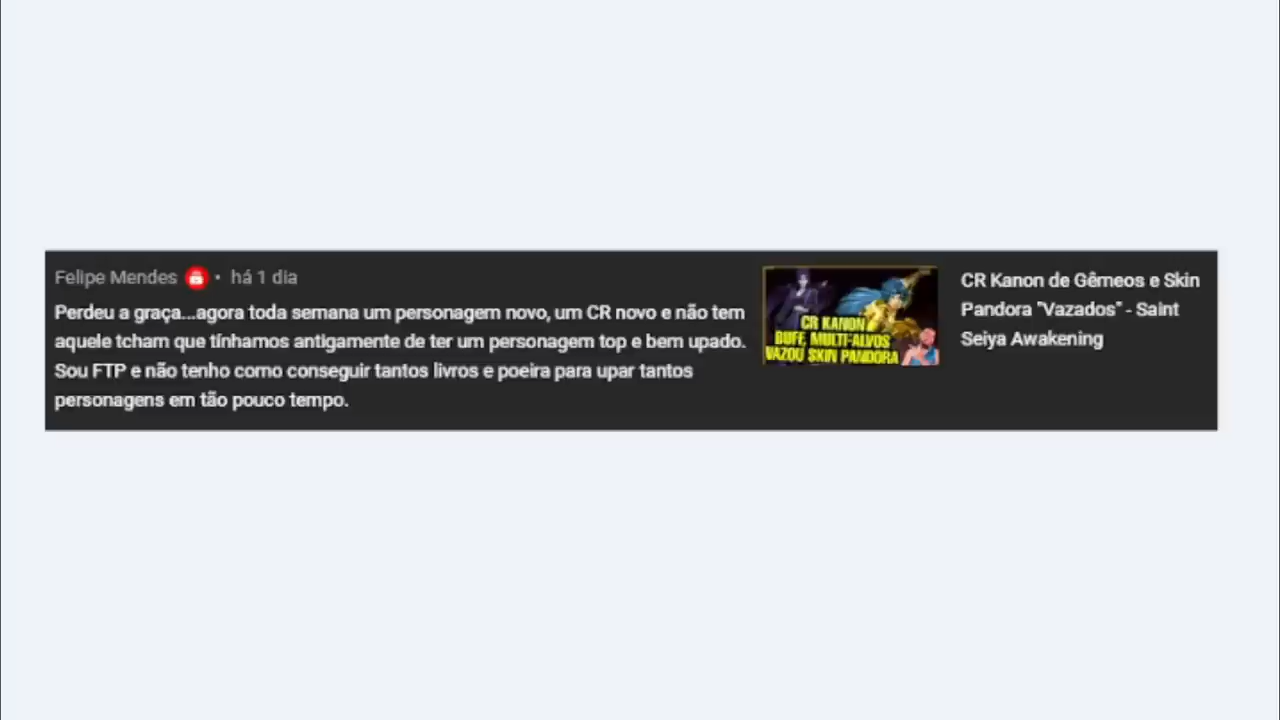 Felipe Mendes • há 1 dia
Perdeu a graça...agora toda semana um personagem novo, um CR novo e não tem
aquele tcham que tínhamos antigamente de ter um personagem top e bem upado.
Sou FTP e não tenho como conseguir tantos livros e poeira para upar tantos
personagens em tão pouco tempo.
CR KANON
BUFF, MULTI-ALVOS
VAZOU SKIN PANDORA
CR Kanon de Gêmeos e Skin
Pandora "Vazados" - Saint
Seiya Awakening